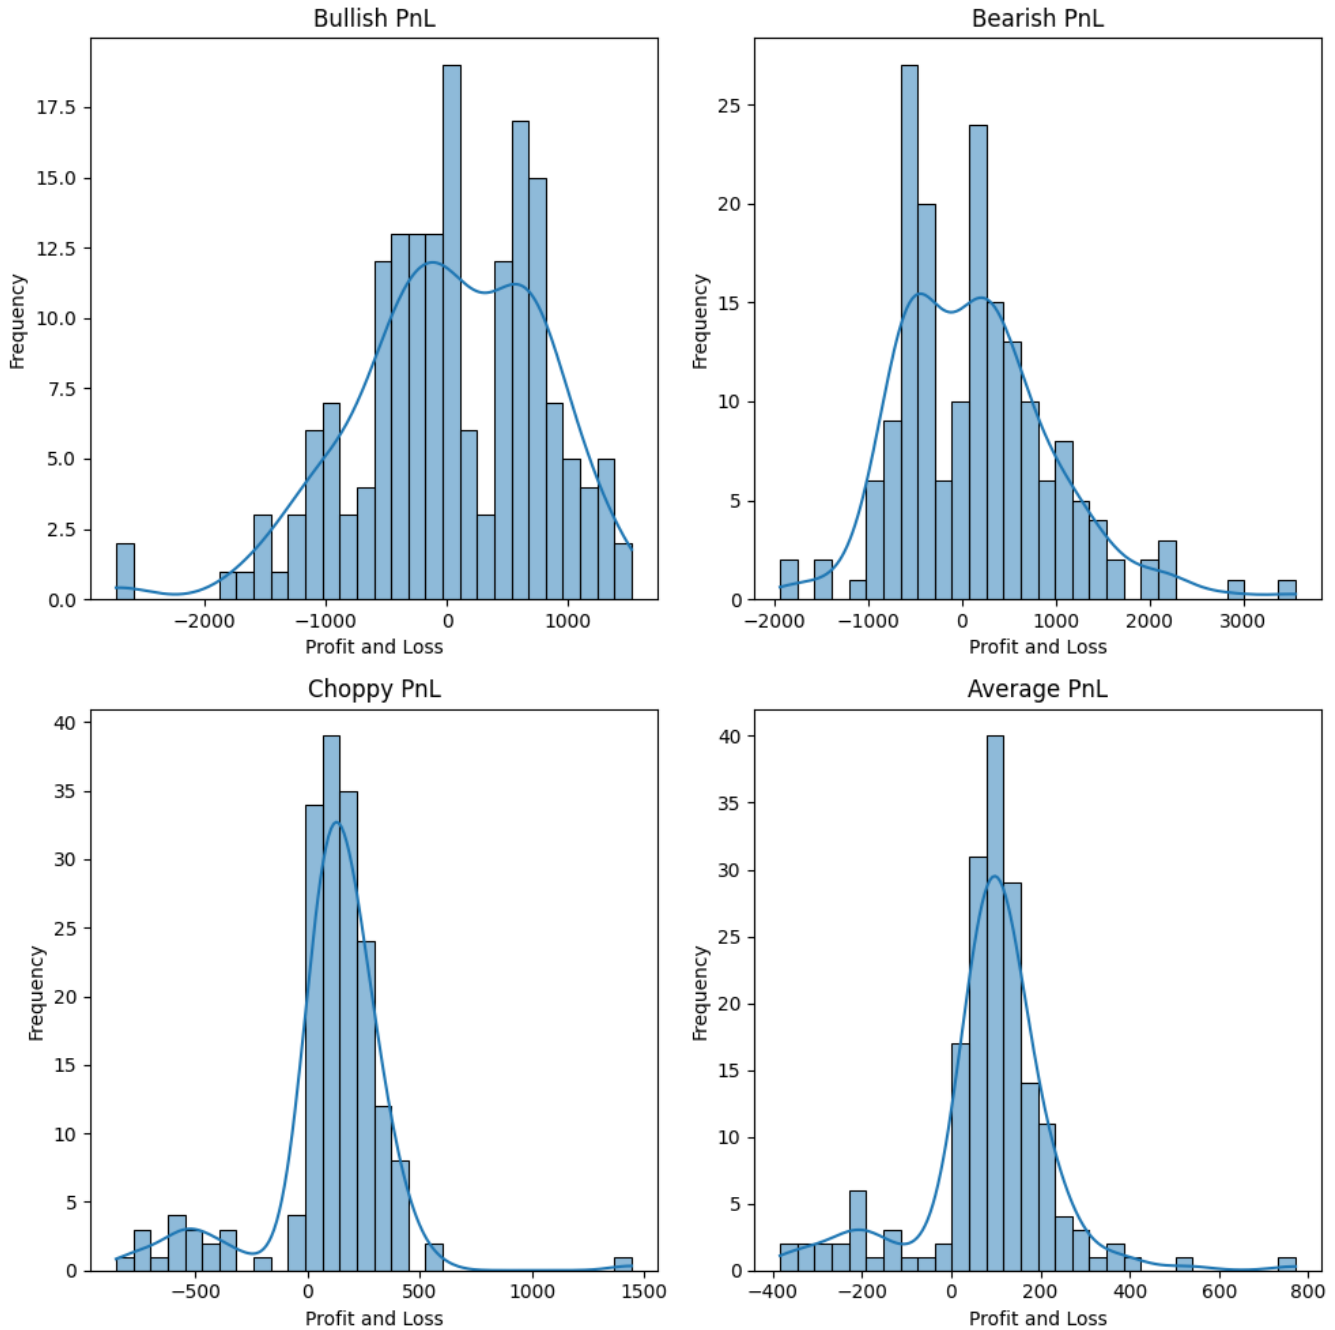 Bullish PnL
17.5
15.0
12.5
10.0
7.5
5.0
2.5
0.0
Frequency
−2000 −1000 0 1000
Profit and Loss
Bearish PnL
25
20
15
10
5
0
Frequency
−2000 −1000 0 1000 2000 3000
Profit and Loss
Choppy PnL
40
35
30
25
20
15
10
5
0
Frequency
−500 0 500 1000 1500
Profit and Loss
Average PnL
40
35
30
25
20
15
10
5
0
Frequency
−400 −200 0 200 400 600 800
Profit and Loss